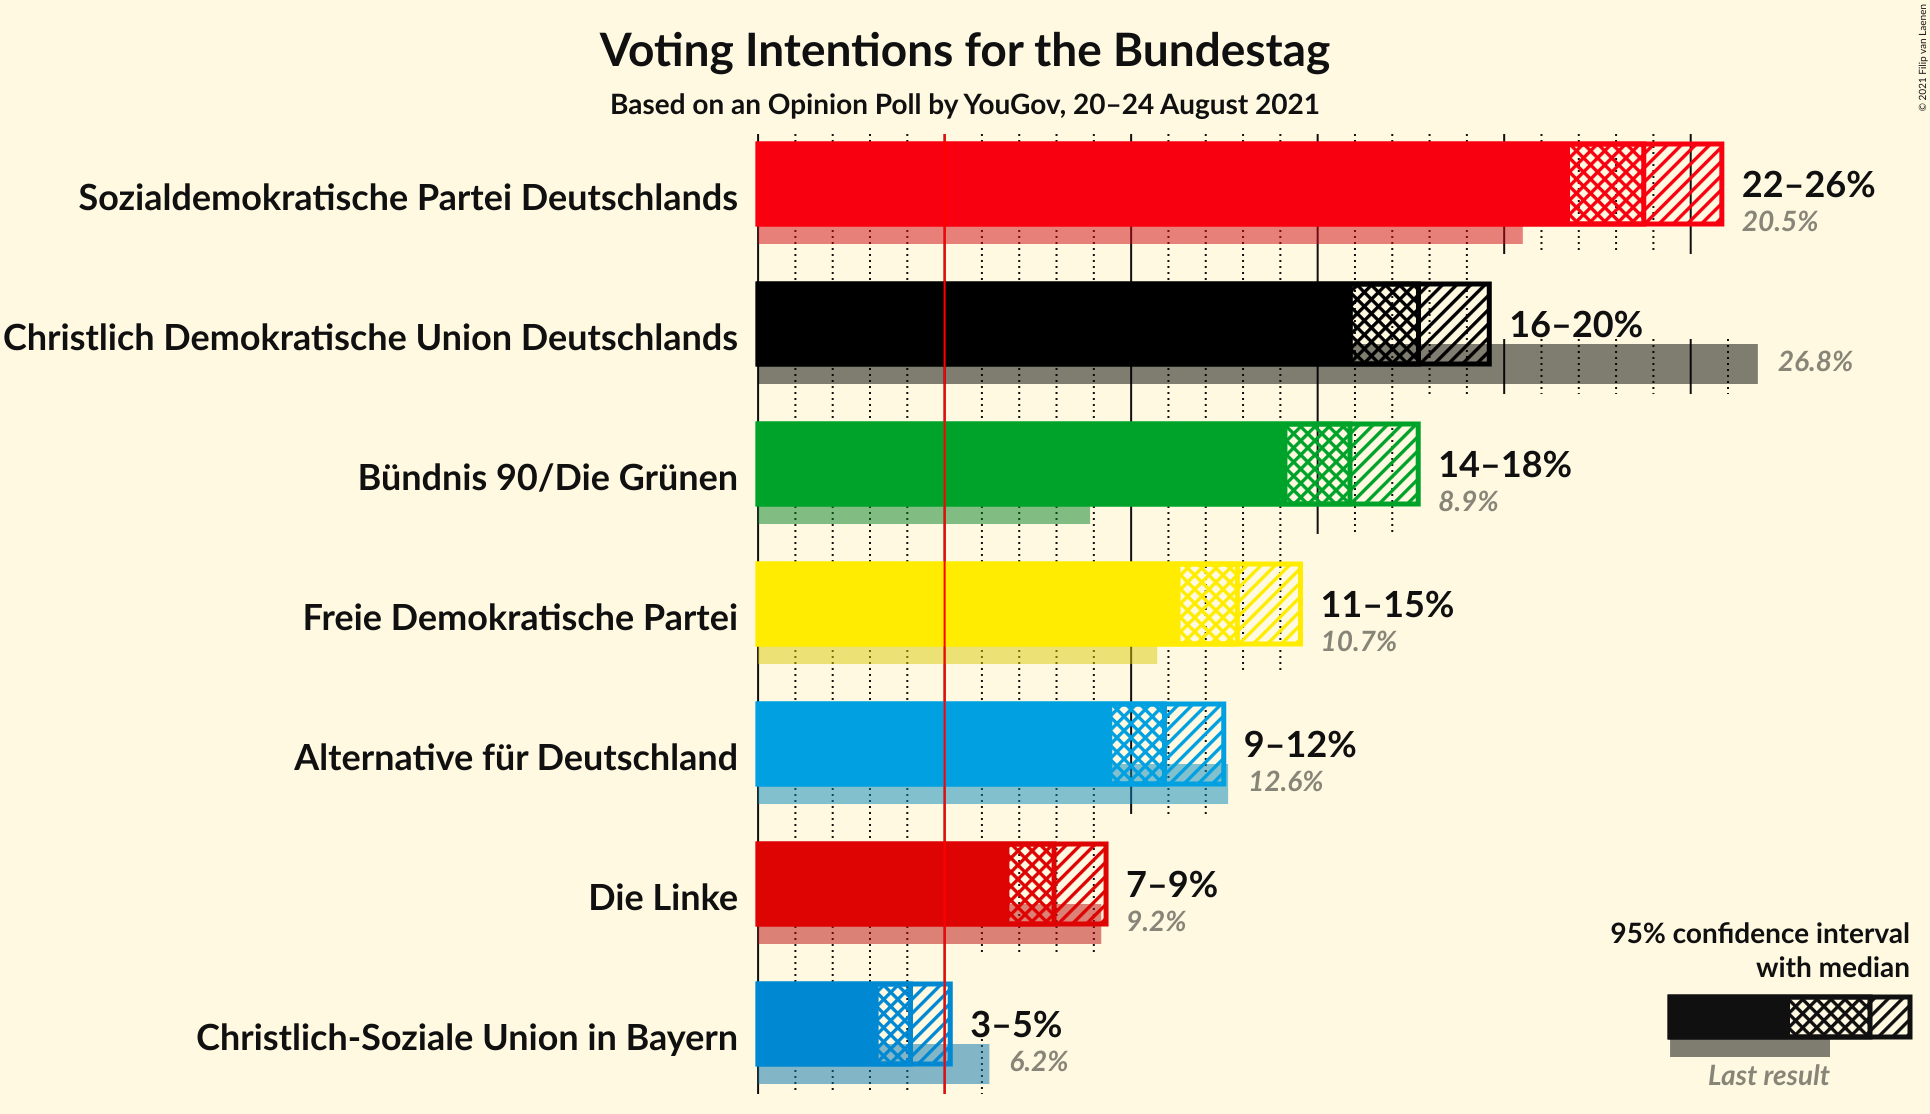 Voting Intentions for the Bundestag
Based on an Opinion Poll by YouGov, 20–24 August 2021
© 2021 Filip van Laenen
Sozialdemokratische Partei Deutschlands
22–26%
20.5%
Christlich Demokratische Union Deutschlands
16–20%
26.8%
Bündnis 90/Die Grünen
14–18%
8.9%
Freie Demokratische Partei
11–15%
10.7%
Alternative für Deutschland
9–12%
12.6%
Die Linke
7–9%
9.2%
Christlich-Soziale Union in Bayern
3–5%
6.2%
95% confidence interval
with median
Last result